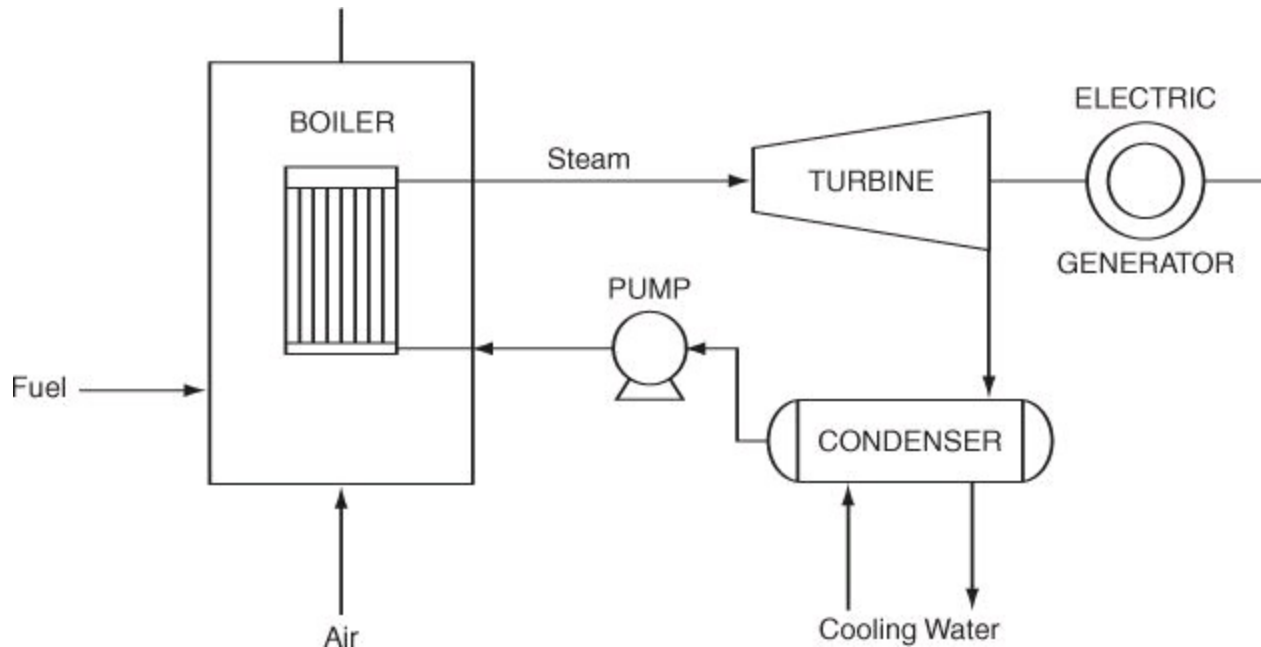 ELECTRIC
BOILER
Steam
TURBINE
GENERATOR
PUMP
Fuel
CONDENSER
Cooling Water
Air